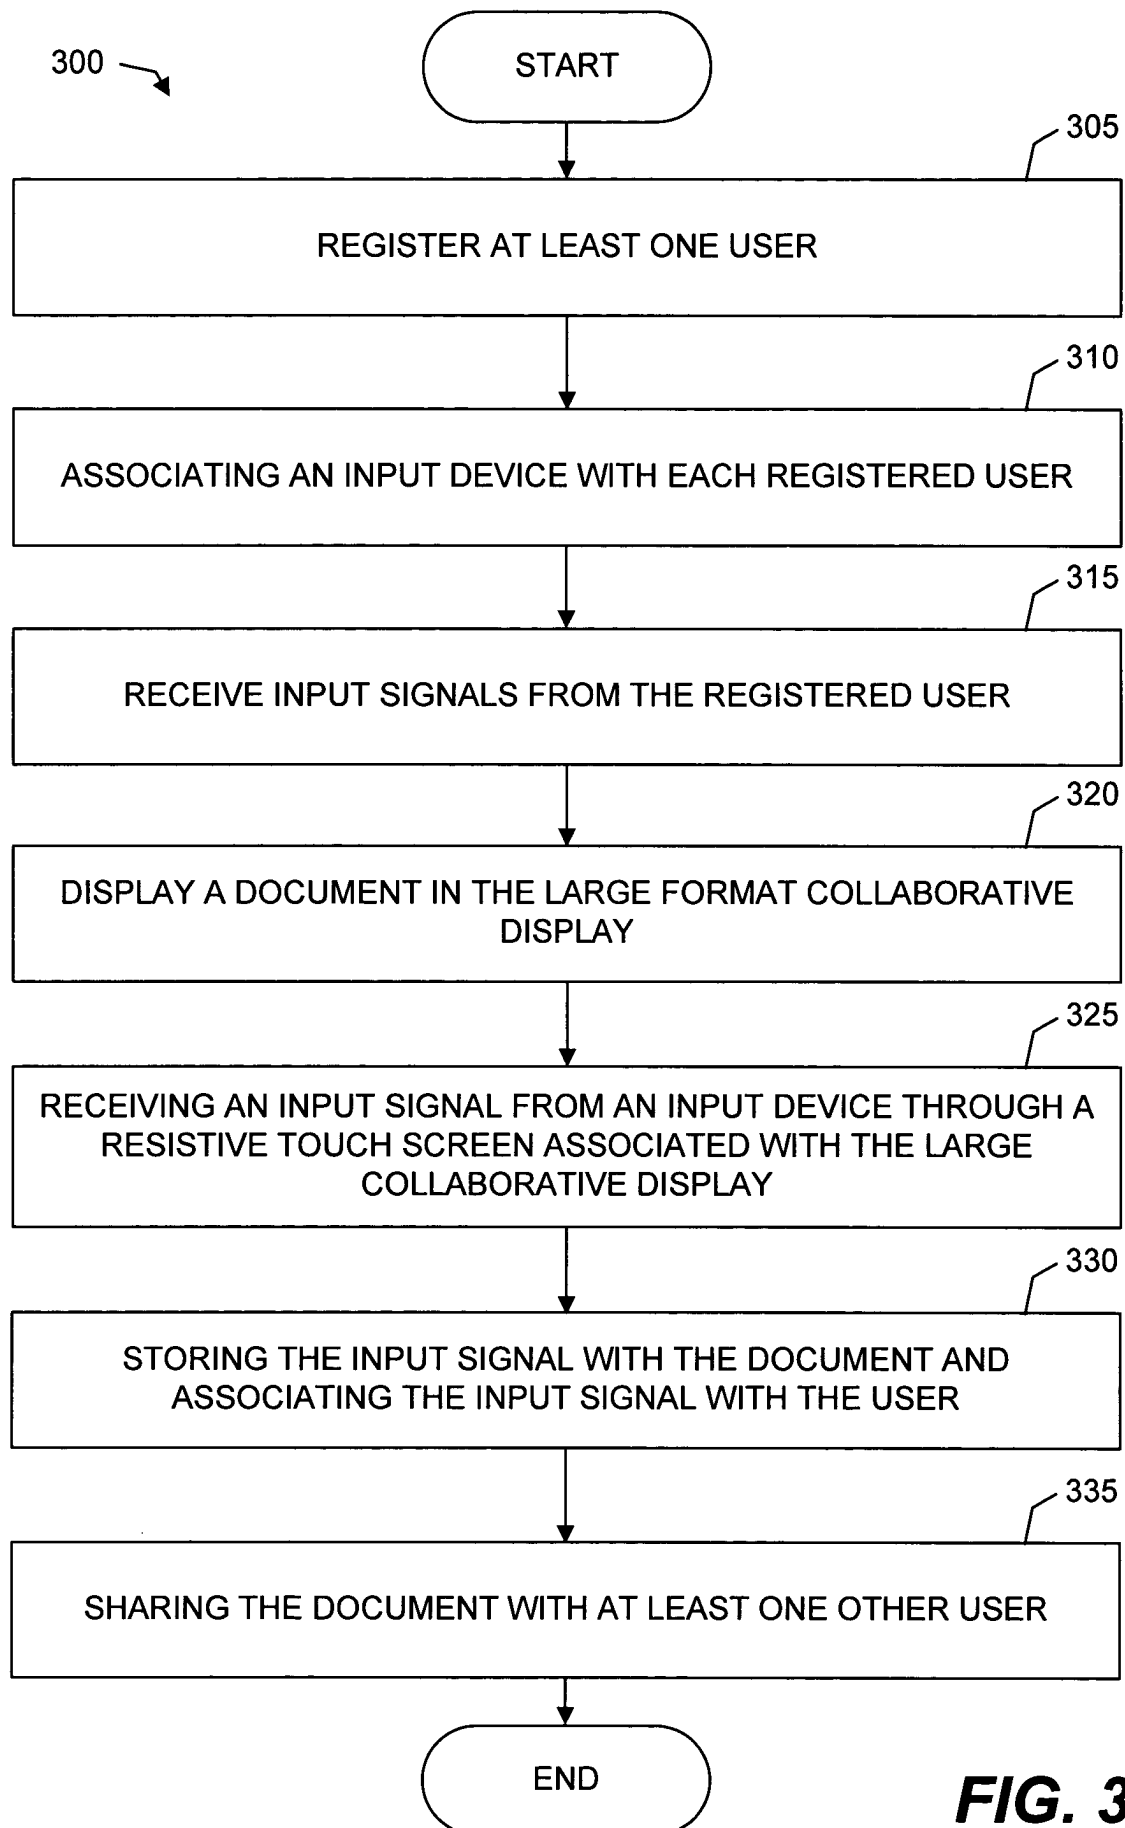 START
300
305
REGISTER AT LEAST ONE USER
310
ASSOCIATING AN INPUT DEVICE WITH EACH REGISTERED USER
315
RECEIVE INPUT SIGNALS FROM THE REGISTERED USER
320
DISPLAY A DOCUMENT IN THE LARGE FORMAT COLLABORATIVE
DISPLAY
325
RECEIVING AN INPUT SIGNAL FROM AN INPUT DEVICE THROUGH A
RESISTIVE TOUCH SCREEN ASSOCIATED WITH THE LARGE
COLLABORATIVE DISPLAY
330
STORING THE INPUT SIGNAL WITH THE DOCUMENT AND
ASSOCIATING THE INPUT SIGNAL WITH THE USER
335
SHARING THE DOCUMENT WITH AT LEAST ONE OTHER USER
END
FIG. 3